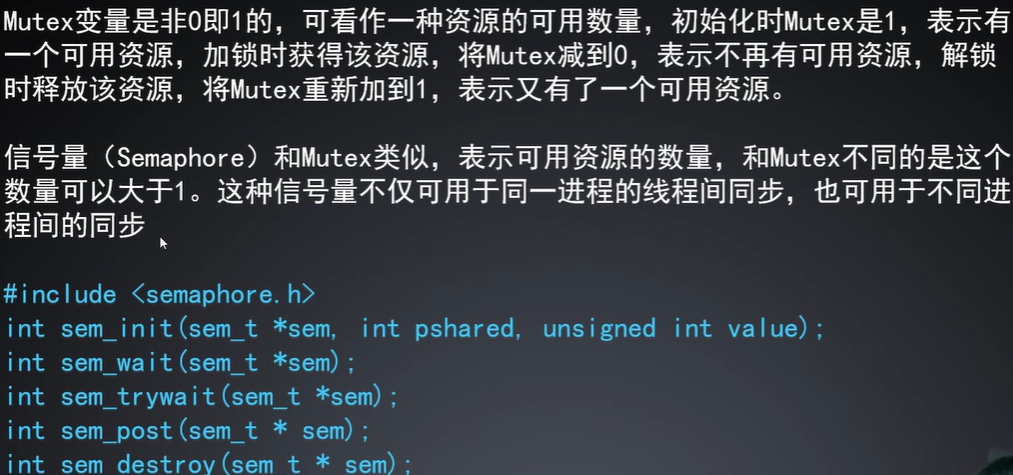 Mutex变量是非0即1的，可看作一种资源的可用数量，初始化时Mutex是1，表示有
一个可用资源，加锁时获得该资源，将Mutex减到0，表示不再有可用资源，解锁
时释放该资源，将Mutex重新加到1，表示又有了一个可用资源。
信号量（Semaphore）和Mutex类似，表示可用资源的数量，和Mutex不同的是这个
数量可以大于1。这种信号量不仅可用于同一进程的线程间同步，也可用于不同进
程间的同步
#include <semaphore.h>
int sem_init(sem_t *sem, int pshared, unsigned int value);
int sem_wait(sem_t *sem);
int sem_trywait(sem_t *sem);
int sem_post(sem_t * sem);
int sem_destroy(sem_t * sem);